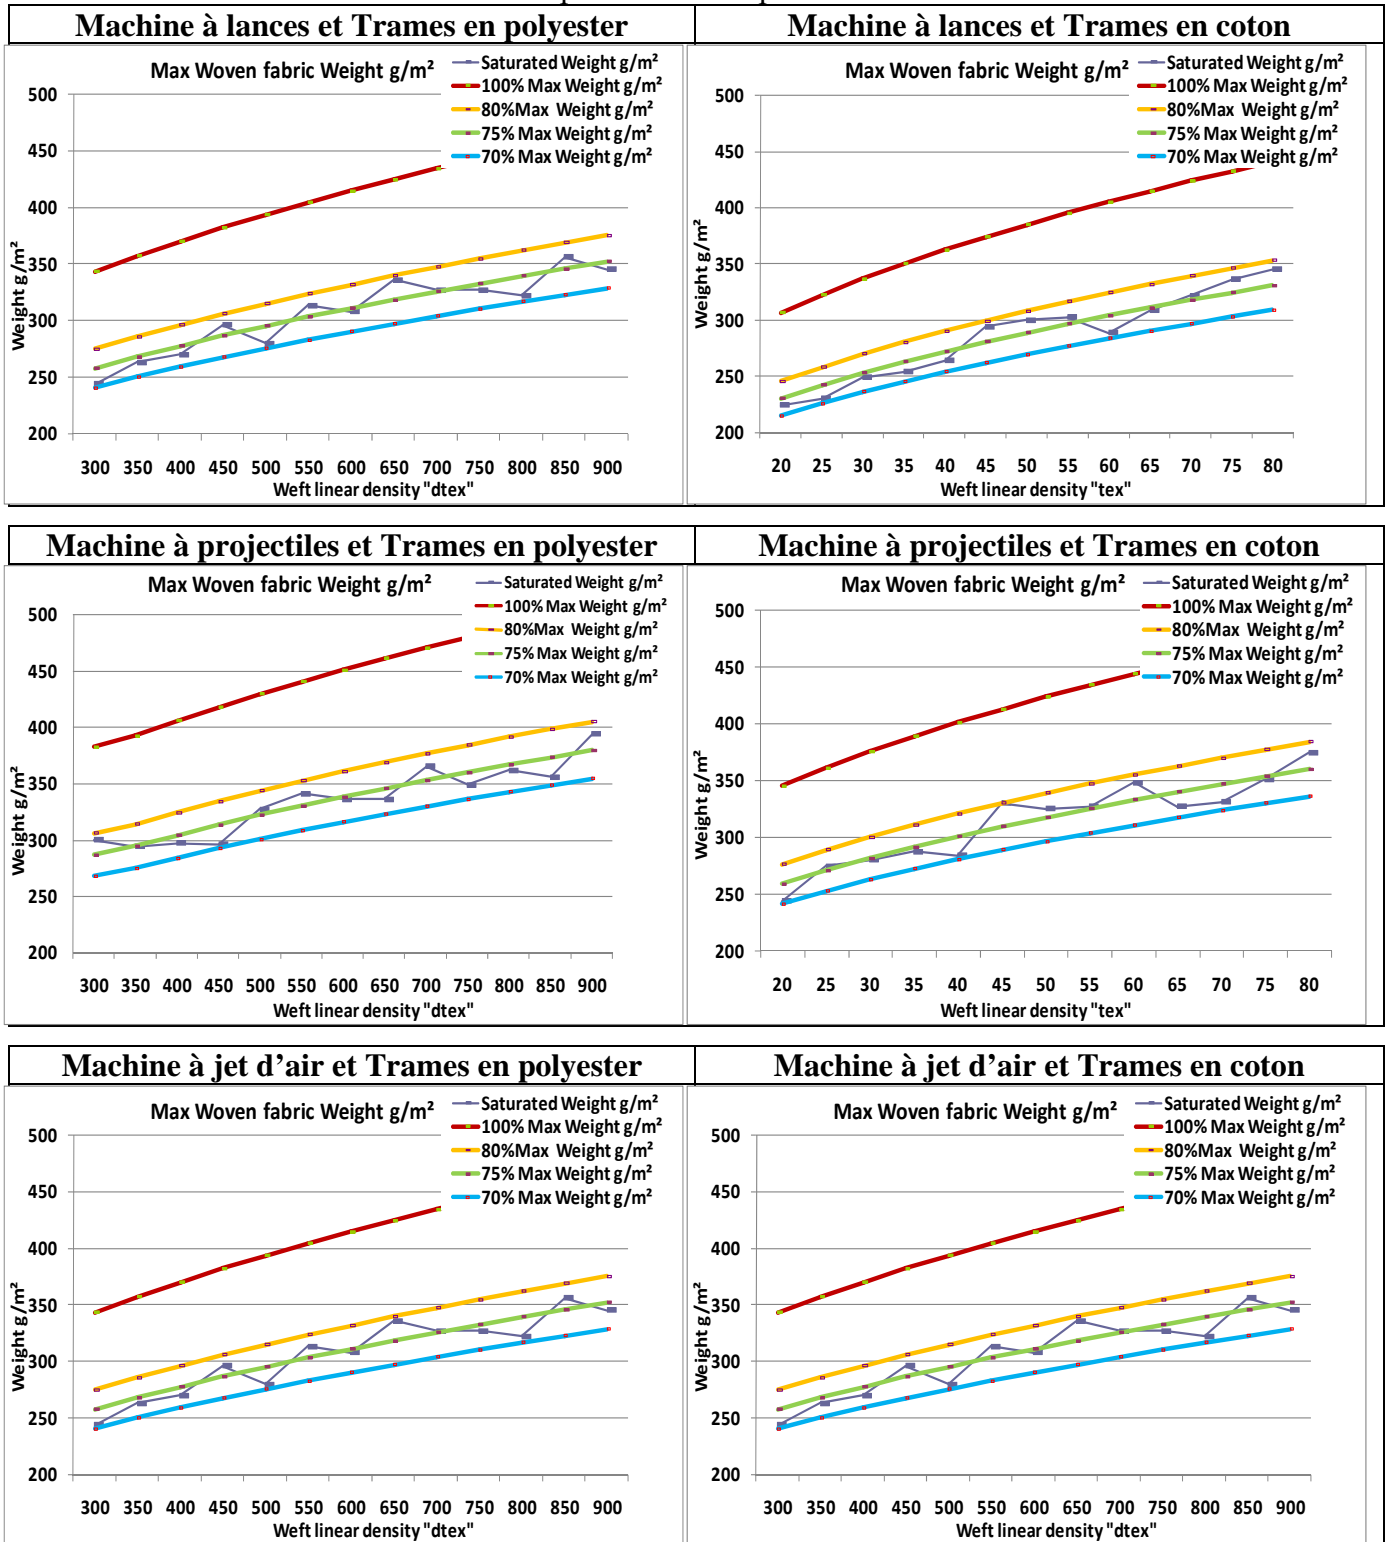 Machine à lances et Trames en polyester
Machine à lances et Trames en coton
Max Woven fabric Weight g/m²
Saturated Weight g/m²
100% Max Weight g/m²
80%Max Weight g/m²
75% Max Weight g/m²
70% Max Weight g/m²
500
450
400
350
300
250
200
Weight g/m²
300 350 400 450 500 550 600 650 700 750 800 850 900
Weft linear density "dtex"
Max Woven fabric Weight g/m²
Saturated Weight g/m²
100% Max Weight g/m²
80%Max Weight g/m²
75% Max Weight g/m²
70% Max Weight g/m²
500
450
400
350
300
250
200
Weight g/m²
20 25 30 35 40 45 50 55 60 65 70 75 80
Weft linear density "tex"
Machine à projectiles et Trames en polyester
Machine à projectiles et Trames en coton
Max Woven fabric Weight g/m²
Saturated Weight g/m²
100% Max Weight g/m²
80%Max Weight g/m²
75% Max Weight g/m²
70% Max Weight g/m²
500
450
400
350
300
250
200
Weight g/m²
300 350 400 450 500 550 600 650 700 750 800 850 900
Weft linear density "dtex"
Max Woven fabric Weight g/m²
Saturated Weight g/m²
100% Max Weight g/m²
80%Max Weight g/m²
75% Max Weight g/m²
70% Max Weight g/m²
500
450
400
350
300
250
200
Weight g/m²
20 25 30 35 40 45 50 55 60 65 70 75 80
Weft linear density "tex"
Machine à jet d’air et Trames en polyester
Machine à jet d’air et Trames en coton
Max Woven fabric Weight g/m²
Saturated Weight g/m²
100% Max Weight g/m²
80%Max Weight g/m²
75% Max Weight g/m²
70% Max Weight g/m²
500
450
400
350
300
250
200
Weight g/m²
300 350 400 450 500 550 600 650 700 750 800 850 900
Weft linear density "dtex"
Max Woven fabric Weight g/m²
Saturated Weight g/m²
100% Max Weight g/m²
80%Max Weight g/m²
75% Max Weight g/m²
70% Max Weight g/m²
500
450
400
350
300
250
200
Weight g/m²
300 350 400 450 500 550 600 650 700 750 800 850 900
Weft linear density "dtex"